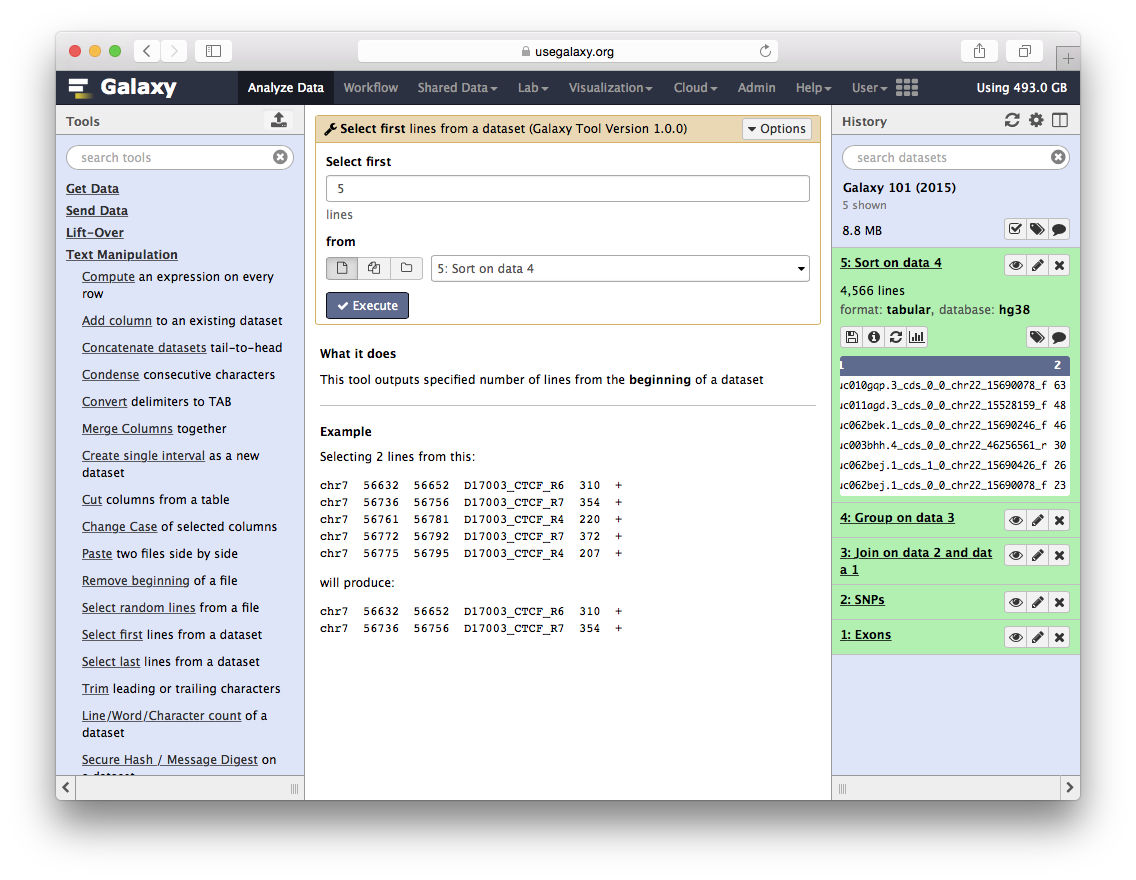 usegalaxy.org
Galaxy Analyze Data Workflow Shared Data Lab Visualization Cloud Admin Help User Using 493.0 GB
Tools
search tools
Get Data
Send Data
Lift-Over
Text Manipulation
Compute an expression on every
row
Add column to an existing dataset
Concatenate datasets tail-to-head
Condense consecutive characters
Convert delimiters to TAB
Merge Columns together
Create single interval as a new
dataset
Cut columns from a table
Change Case of selected columns
Paste two files side by side
Remove beginning of a file
Select random lines from a file
Select first lines from a dataset
Select last lines from a dataset
Trim leading or trailing characters
Line/Word/Character count of a
dataset
Secure Hash / Message Digest on
a dataset
Select first lines from a dataset (Galaxy Tool Version 1.0.0)
Options
Select first
5
lines
from
5: Sort on data 4
Execute
What it does
This tool outputs specified number of lines from the beginning of a dataset
Example
Selecting 2 lines from this:
chr7 56632 56652 D17003_CTCF_R6 310 +
chr7 56736 56756 D17003_CTCF_R7 354 +
chr7 56761 56781 D17003_CTCF_R4 220 +
chr7 56772 56792 D17003_CTCF_R7 372 +
chr7 56775 56795 D17003_CTCF_R4 207 +
will produce:
chr7 56632 56652 D17003_CTCF_R6 310 +
chr7 56736 56756 D17003_CTCF_R7 354 +
History
search datasets
Galaxy 101 (2015)
5 shown
8.8 MB
5: Sort on data 4
4,566 lines
format: tabular, database: hg38
1 2
uc010gqp.3_cds_0_0_chr22_15690078_f 63
uc011agd.3_cds_0_0_chr22_15528159_f 48
uc062bek.1_cds_0_0_chr22_15690246_f 46
uc003bhh.4_cds_0_0_chr22_46256561_r 30
uc062bej.1_cds_1_0_chr22_15690426_f 26
uc062bej.1_cds_0_0_chr22_15690078_f 23
4: Group on data 3
3: Join on data 2 and dat
a 1
2: SNPs
1: Exons